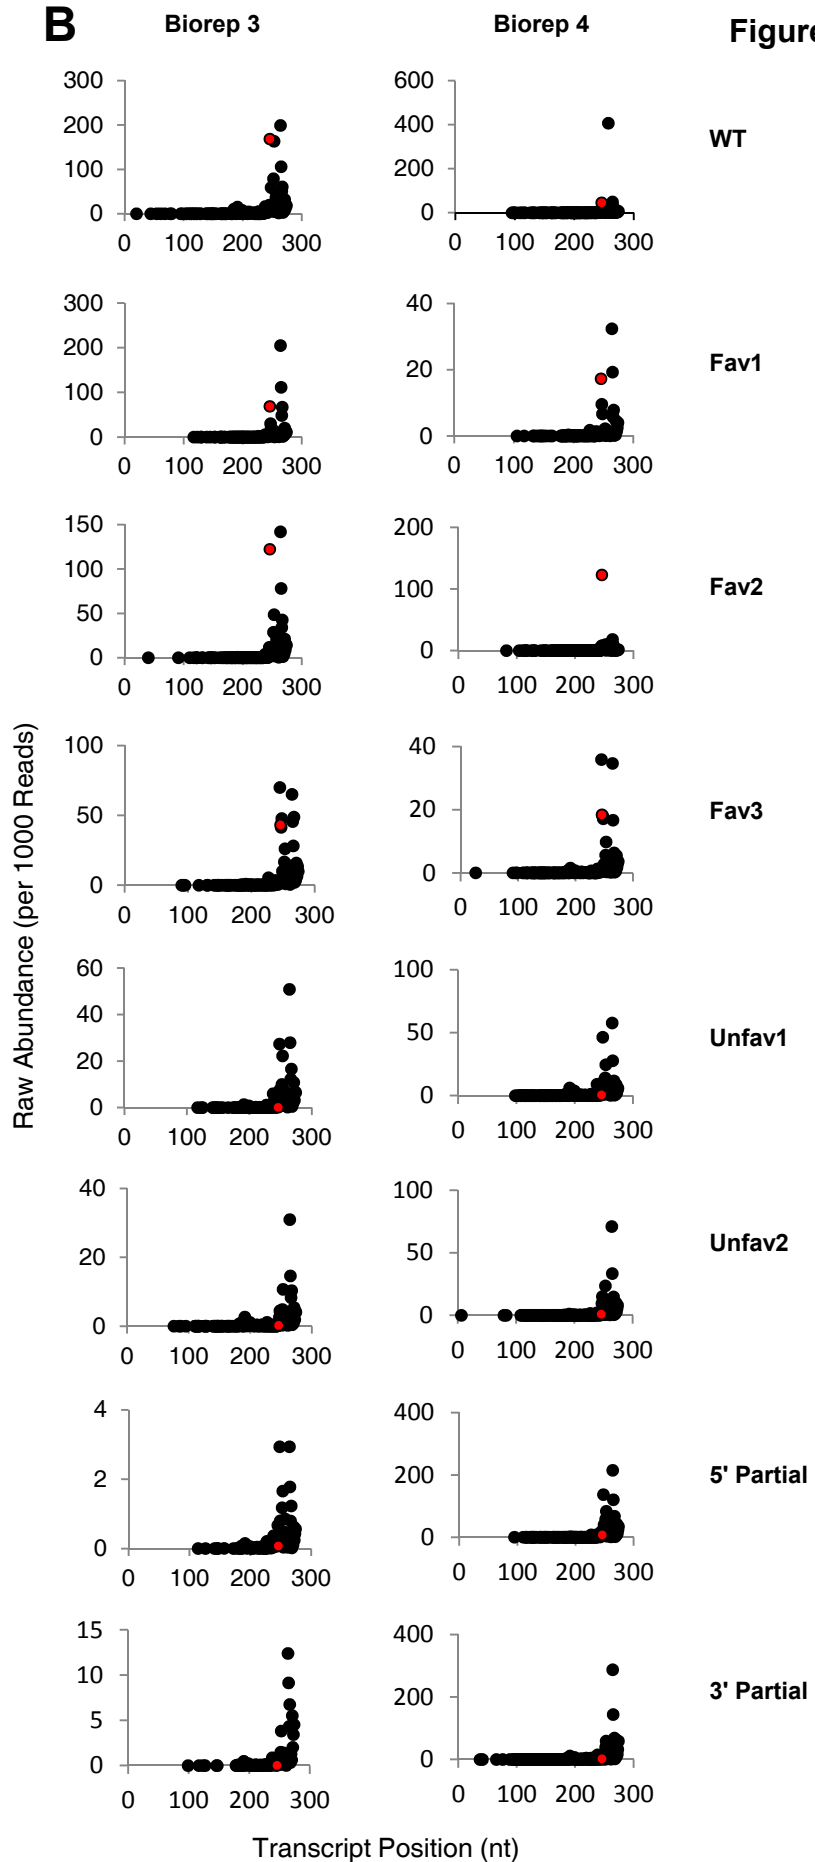 B Biorep 3 Biorep 4 Figure
300 600
200 400 WT
100 200
0 0
0 100 200 300 0 100 200 300
300 40
200 20 Fav1
100
0 0
0 100 200 300 0 100 200 300
150 200
100 100 Fav2
50
0 0
0 100 200 300 0 100 200 300
Raw Abundance (per 1000 Reads)
100 40
50 20 Fav3
0 0
0 100 200 300 0 100 200 300
60 100
40 50 Unfav1
20
0 0
0 100 200 300 0 100 200 300
40 100
20 50 Unfav2
0 0
0 100 200 300 0 100 200 300
4 400
2 200 5' Partial
0 0
0 100 200 300 0 100 200 300
15 400
10 200 3' Partial
5
0 0
0 100 200 300 0 100 200 300
Transcript Position (nt)